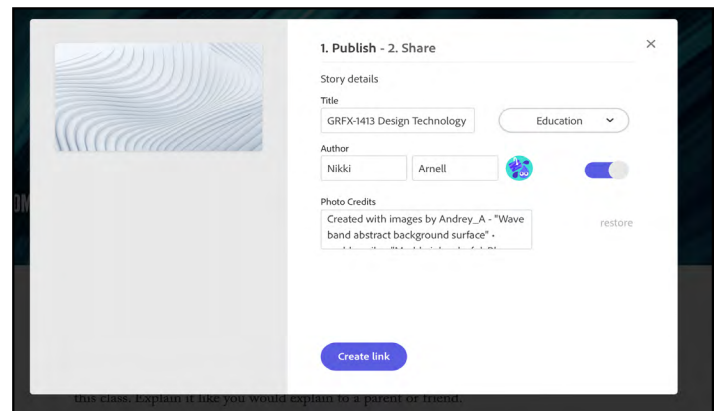 1. Publish - 2. Share
Story details
Title
GRFX-1413 Design Technology
Education
Author
Nikki
Arnell
Photo Credits
Created with images by Andrey_A - "Wave
band abstract background surface" •
restore
Create link
this class. Explain it like you would explain to a parent or friend.